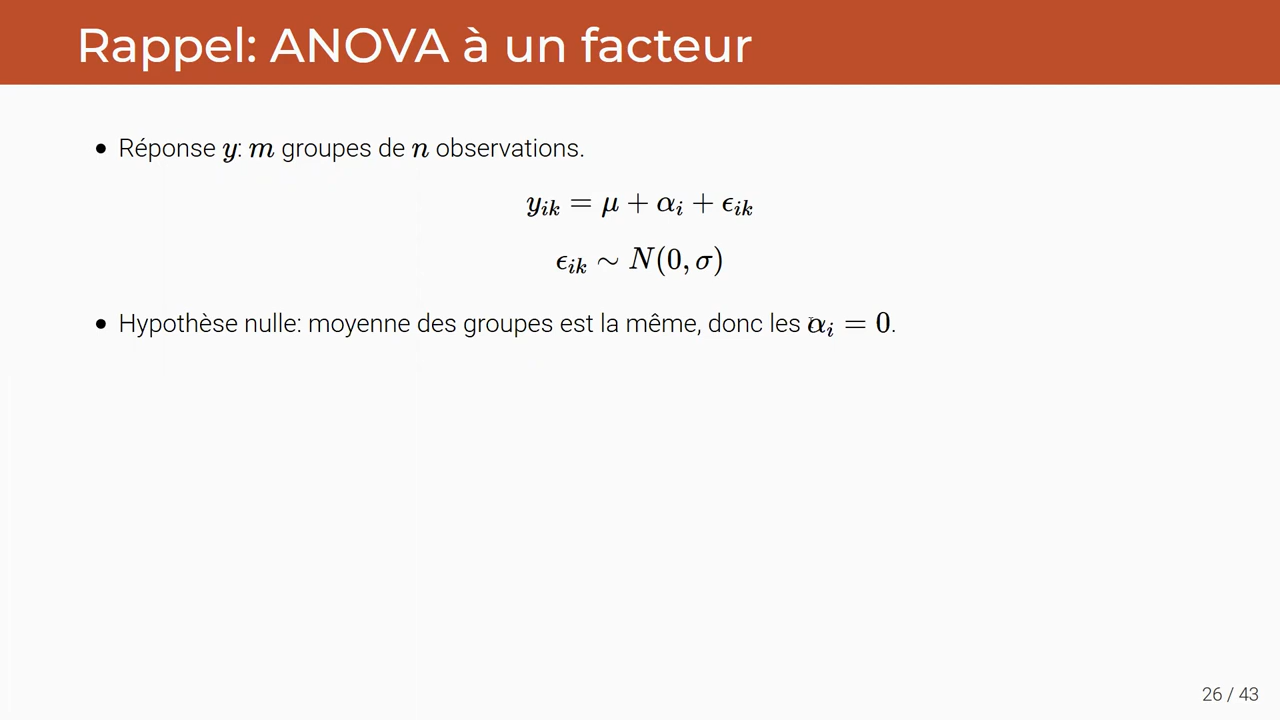 Rappel: ANOVA à un facteur
• Réponse y: m groupes de n observations.
y_{ik} = μ + α_i + ϵ_{ik}
ϵ_{ik} ∼ N(0, σ)
• Hypothèse nulle: moyenne des groupes est la même, donc les α_i = 0.
26 / 43